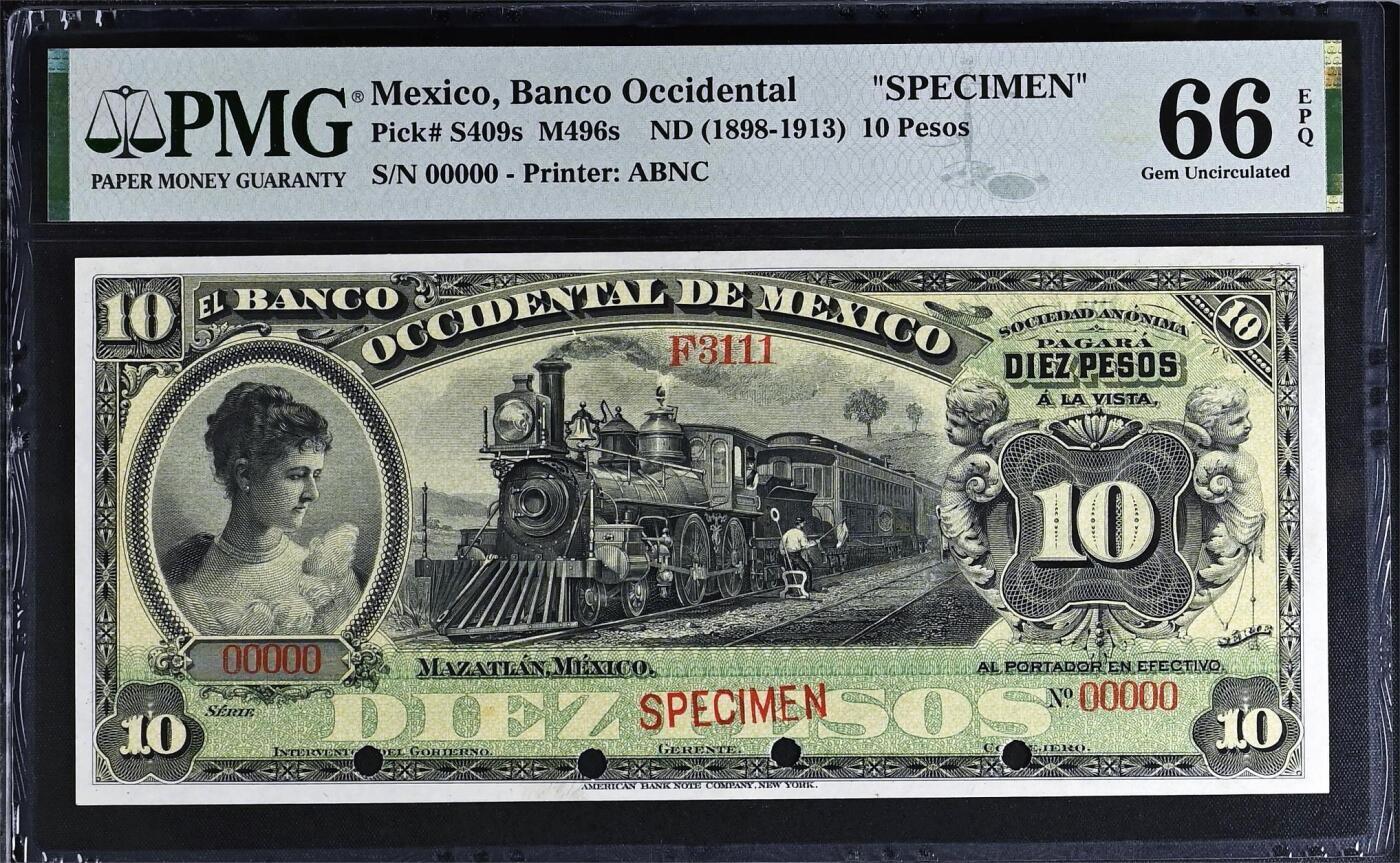 PMG®
PAPER MONEY GUARANTY
Mexico, Banco Occidental "SPECIMEN"
Pick# S409s M496s ND (1898-1913) 10 Pesos
S/N 00000 - Printer: ABNC
66
EPQ
Gem Uncirculated
10
EL BANCO
OCCIDENTAL DE MEXICO
F3111
SOCIEDAD ANÓNIMA
PAGARÁ
DIEZ PESOS
Á LA VISTA,
10
10
00000
MAZATLÁN, MÉXICO.
AL PORTADOR EN EFECTIVO.
SÉRIE
DIEZ PESOS
SPECIMEN
Nº 00000
10
10
INTERVENTOR DEL GOBIERNO.
GERENTE.
CONSEJERO.
AMERICAN BANK NOTE COMPANY, NEW YORK.